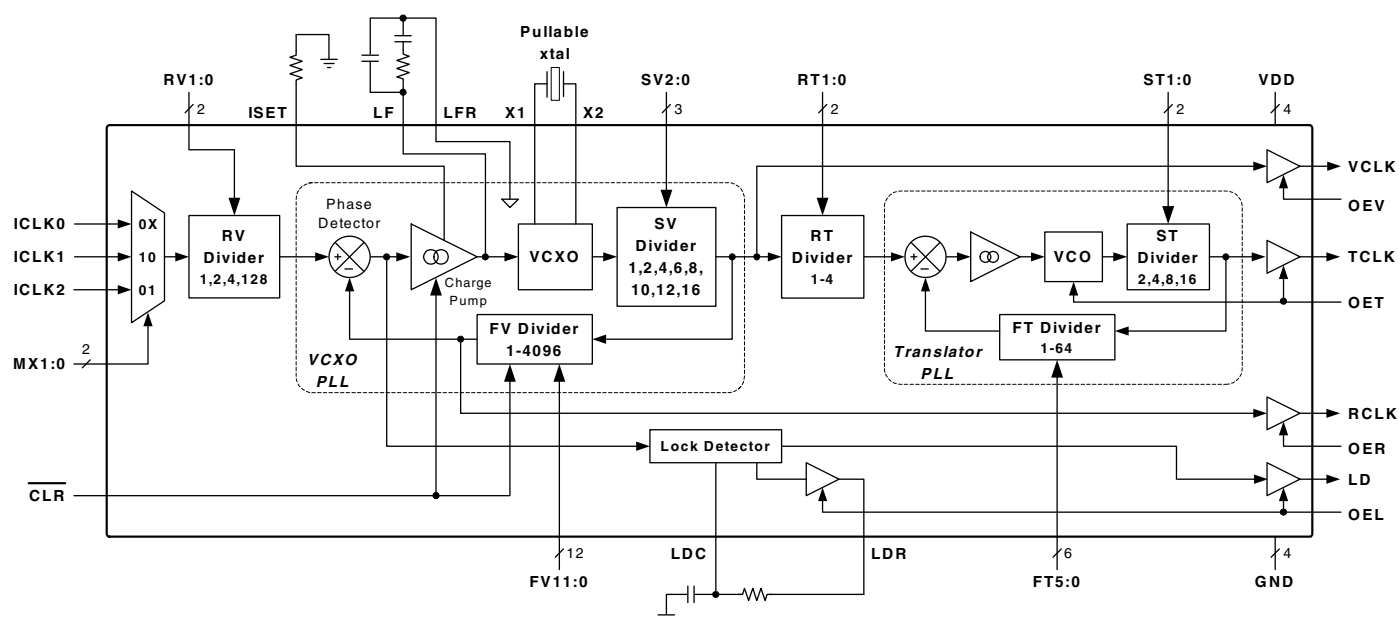 Pullable
xtal
RV1:0
SV2:0
RT1:0
ST1:0
VDD
2
ISET
LF
LFR
X1
X2
3
2
2
4
VCLK
OEV
Phase
Detector
ICLK0
0X
RV
Divider
1,2,4,128
SV
Divider
1,2,4,6,8,
10,12,16
RT
Divider
1-4
ST
Divider
2,4,8,16
ICLK1
10
+
−
VCXO
+
−
VCO
TCLK
ICLK2
01
Charge
Pump
OET
FV Divider
1-4096
FT Divider
1-64
MX1:0
2
VCXO
PLL
Translator
PLL
RCLK
Lock Detector
OER
LD
CLR
OEL
12
LDC
LDR
6
4
FV11:0
FT5:0
GND